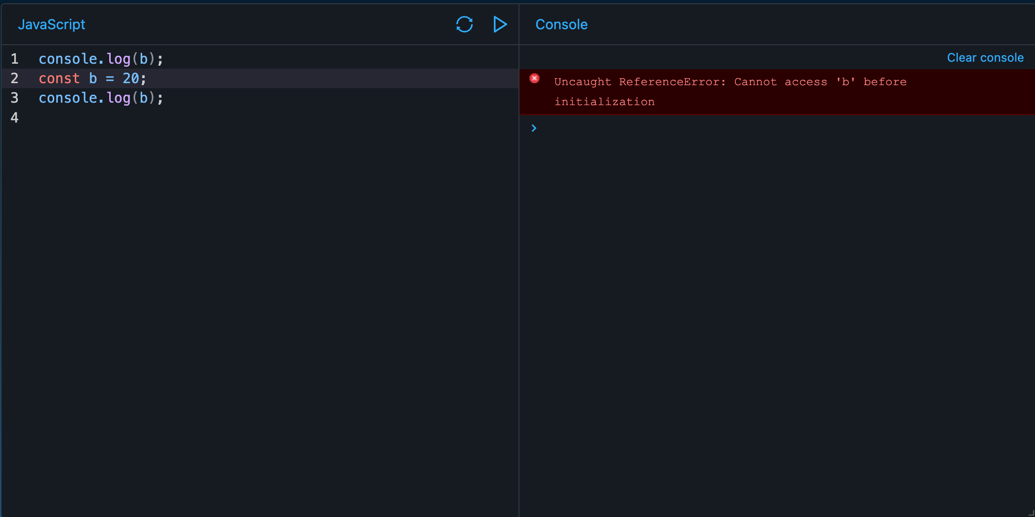 JavaScript
1 console.log(b);
2 const b = 20;
3 console.log(b);
4
Console
Clear console
Uncaught ReferenceError: Cannot access 'b' before
initialization
›